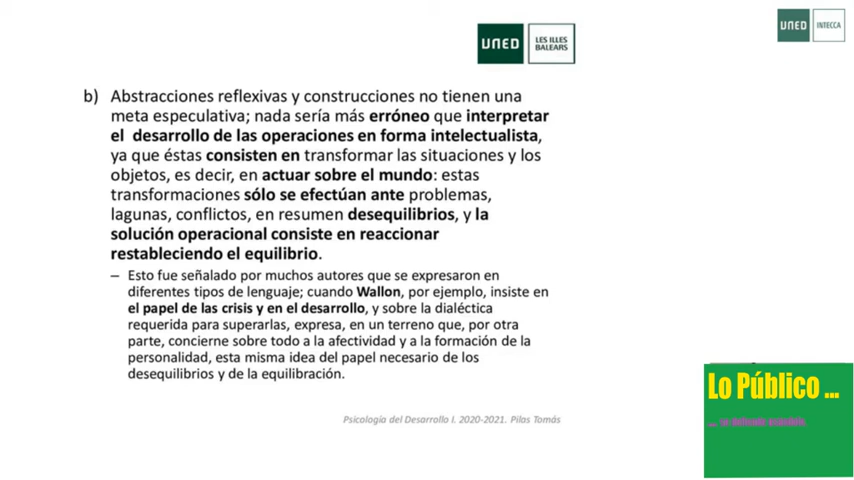 UNED
LES ILLES
BALEARS
UNED
INTECCA
b) Abstracciones reflexivas y construcciones no tienen una
meta especulativa; nada sería más erróneo que interpretar
el desarrollo de las operaciones en forma intelectualista,
ya que éstas consisten en transformar las situaciones y los
objetos, es decir, en actuar sobre el mundo: estas
transformaciones sólo se efectúan ante problemas,
lagunas, conflictos, en resumen desequilibrios, y la
solución operacional consiste en reaccionar
restableciendo el equilibrio.
– Esto fue señalado por muchos autores que se expresaron en
diferentes tipos de lenguaje; cuando Wallon, por ejemplo, insiste en
el papel de las crisis y en el desarrollo, y sobre la dialéctica
requerida para superarlas, expresa, en un terreno que, por otra
parte, concierne sobre todo a la afectividad y a la formación de la
personalidad, esta misma idea del papel necesario de los
desequilibrios y de la equilibración.
Psicología del Desarrollo I. 2020-2021. Pilas Tomás
Lo Público ...